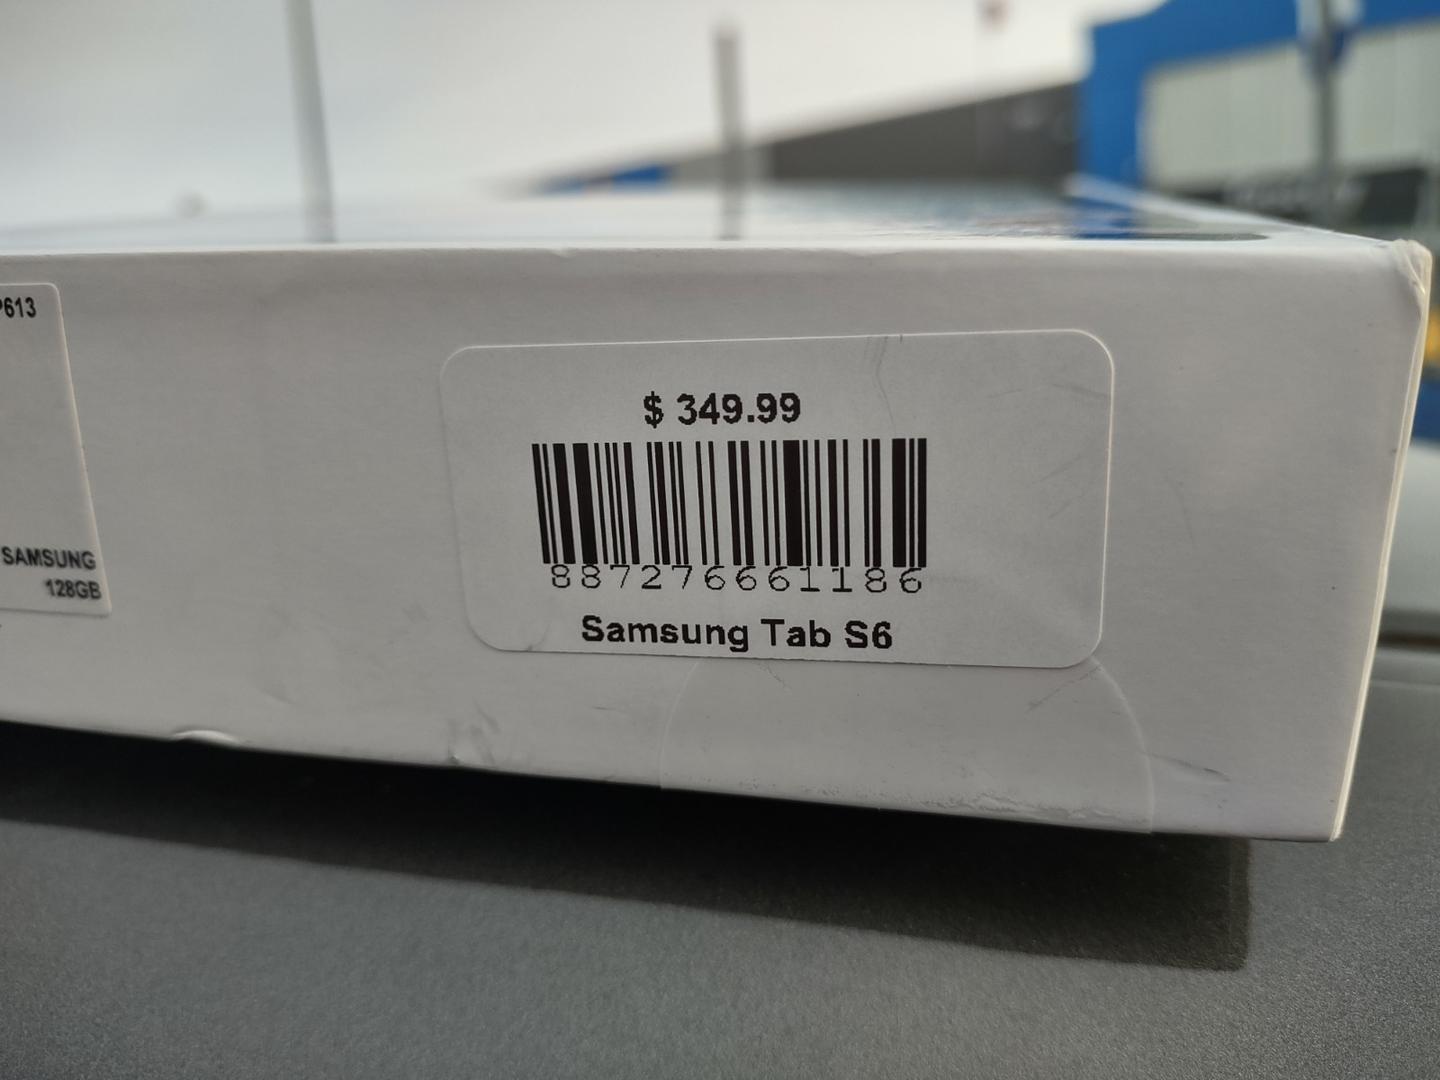 P613
SAMSUNG
128GB
$ 349.99
887276661186
Samsung Tab S6